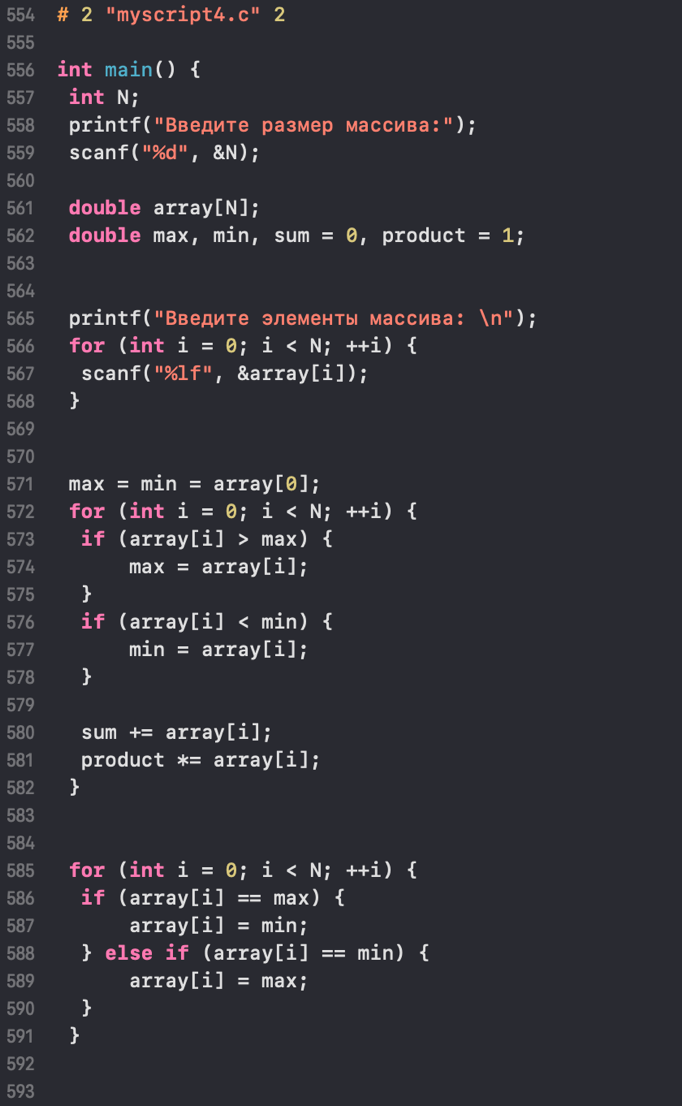 554 # 2 "myscript4.c" 2
555
556 int main() {
557 int N;
558 printf("Введите размер массива:");
559 scanf("%d", &N);
560
561 double array[N];
562 double max, min, sum = 0, product = 1;
563
564
565 printf("Введите элементы массива: \n");
566 for (int i = 0; i < N; ++i) {
567 scanf("%lf", &array[i]);
568 }
569
570
571 max = min = array[0];
572 for (int i = 0; i < N; ++i) {
573 if (array[i] > max) {
574 max = array[i];
575 }
576 if (array[i] < min) {
577 min = array[i];
578 }
579
580 sum += array[i];
581 product *= array[i];
582 }
583
584
585 for (int i = 0; i < N; ++i) {
586 if (array[i] == max) {
587 array[i] = min;
588 } else if (array[i] == min) {
589 array[i] = max;
590 }
591 }
592
593